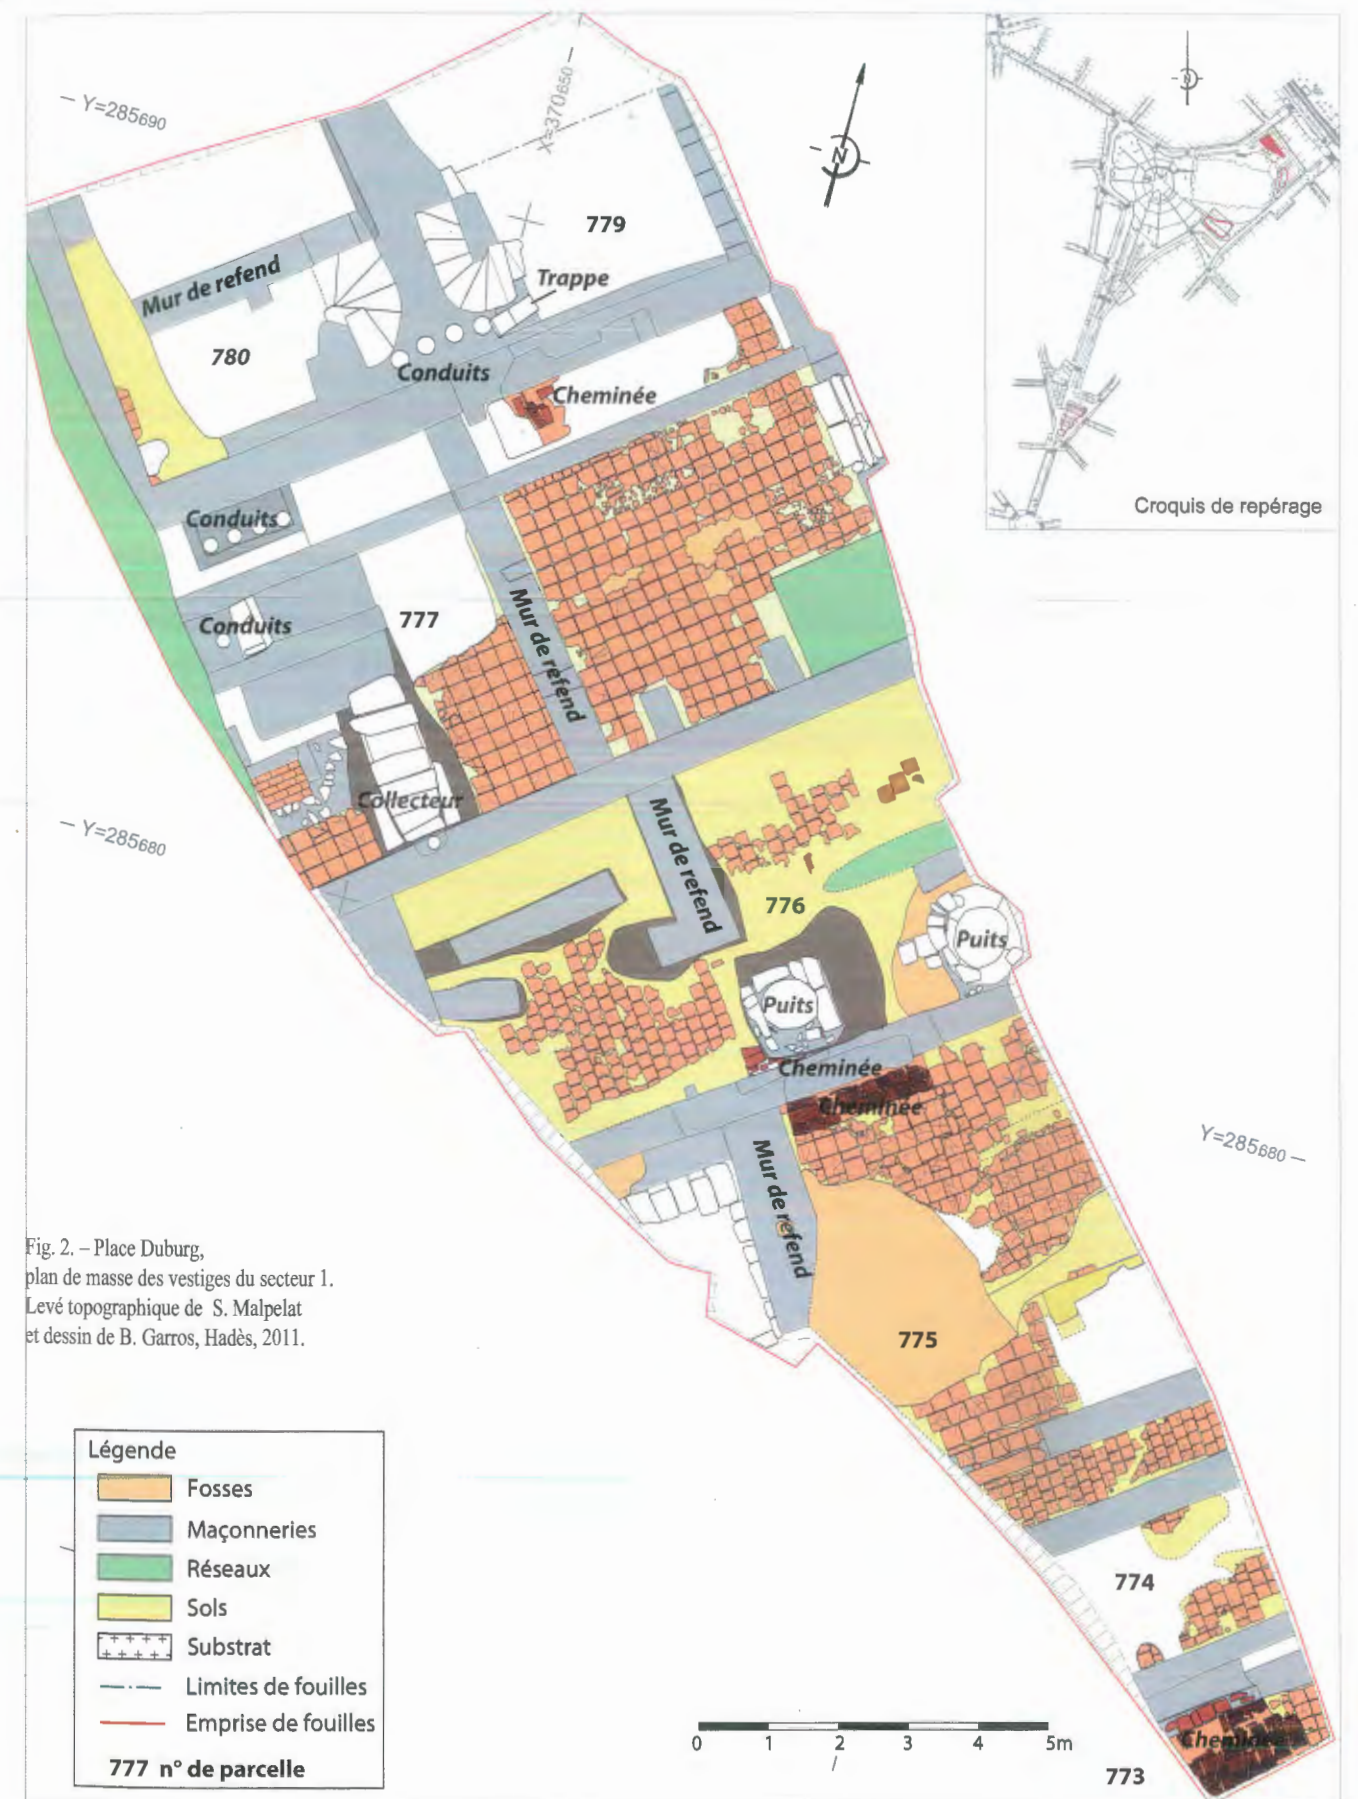 Y=285690
X=370650
N
N
779
Mur de refend
Trappe
780
Conduits
Cheminée
Croquis de repérage
Conduits
Conduits
777
Mur de refend
Collecteur
Y=285680
Mur de refend
776
Puits
Puits
Cheminée
Cheminée
Mur de refend
Y=285680
Fig. 2. – Place Duburg,
plan de masse des vestiges du secteur 1.
Levé topographique de S. Malpelat
et dessin de B. Garros, Hadès, 2011.
775
Légende
Fosses
Maçonneries
Réseaux
Sols
Substrat
Limites de fouilles
Emprise de fouilles
777 n° de parcelle
774
0 1 2 3 4 5m
Cheminée
773